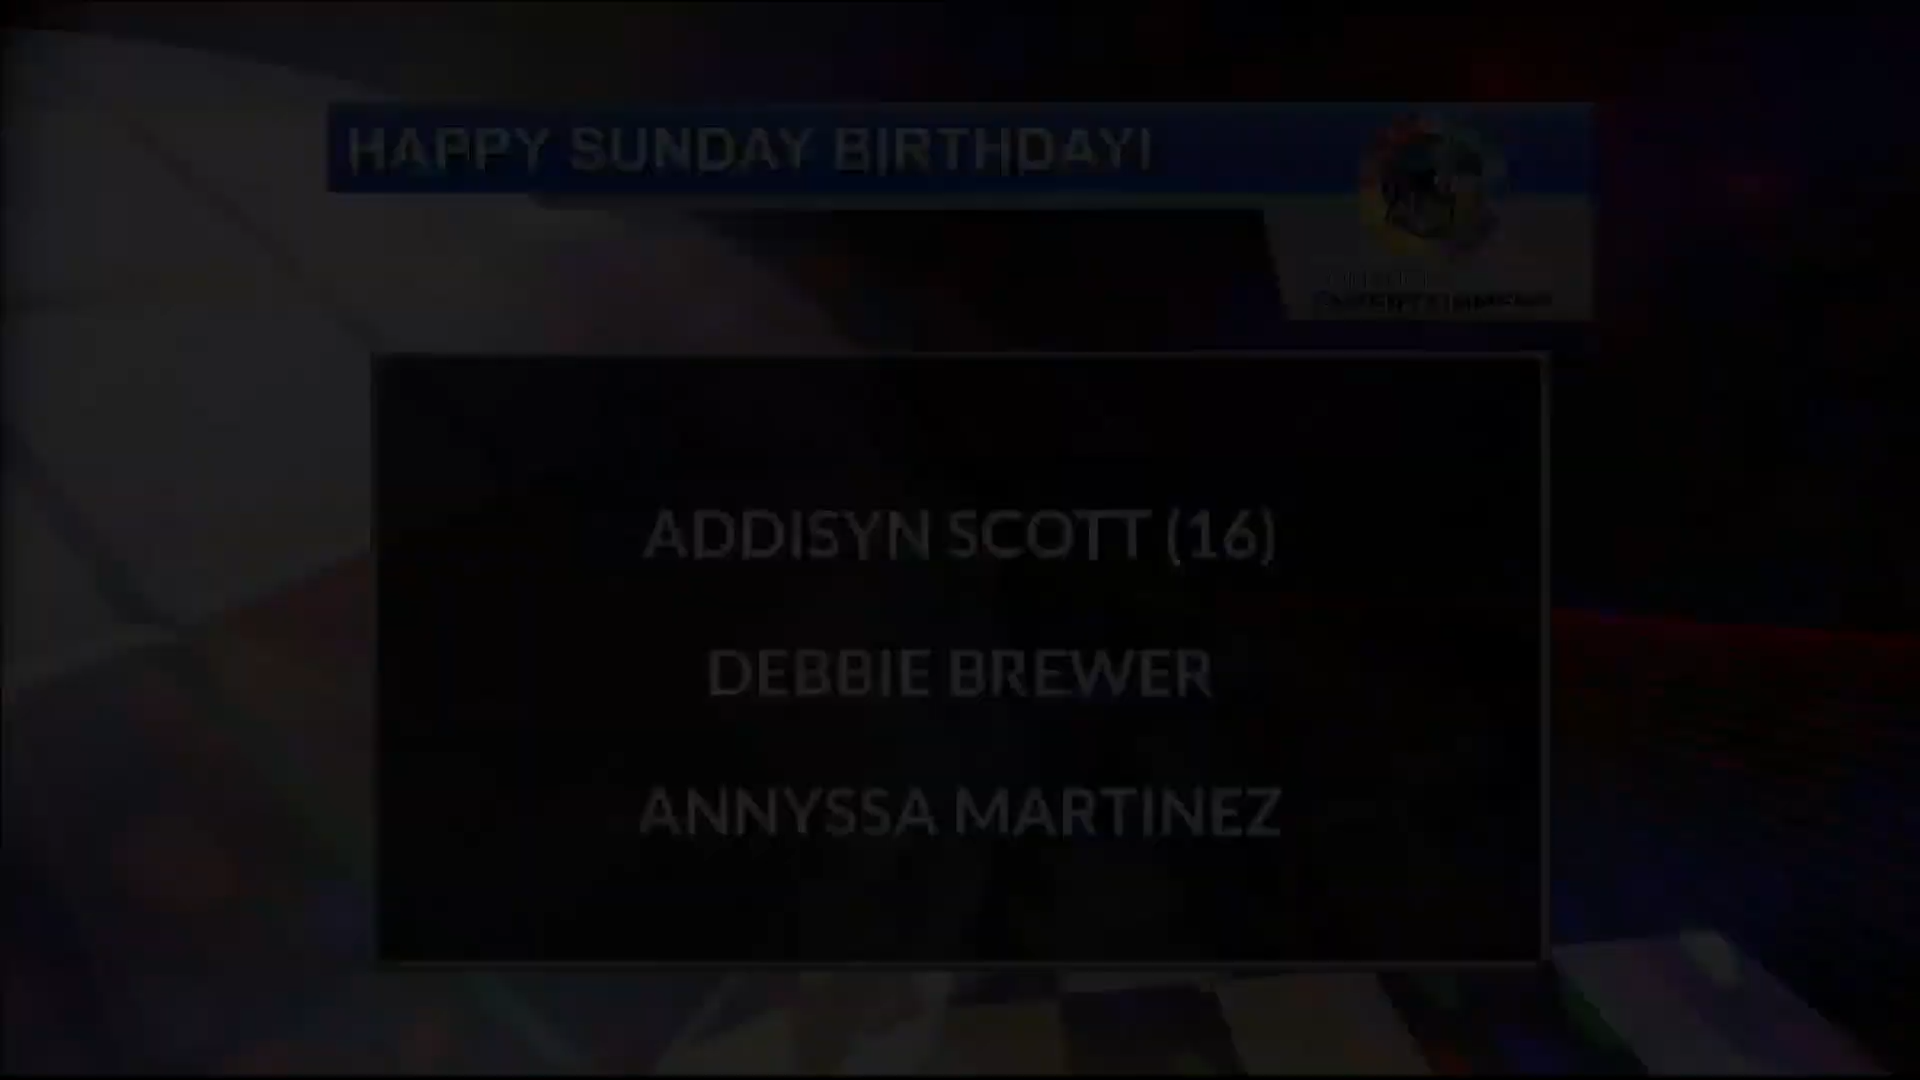 HAPPY SUNDAY BIRTHDAY!
ADDISYN SCOTT (16)
DEBBIE BREWER
ANNYSSA MARTINEZ